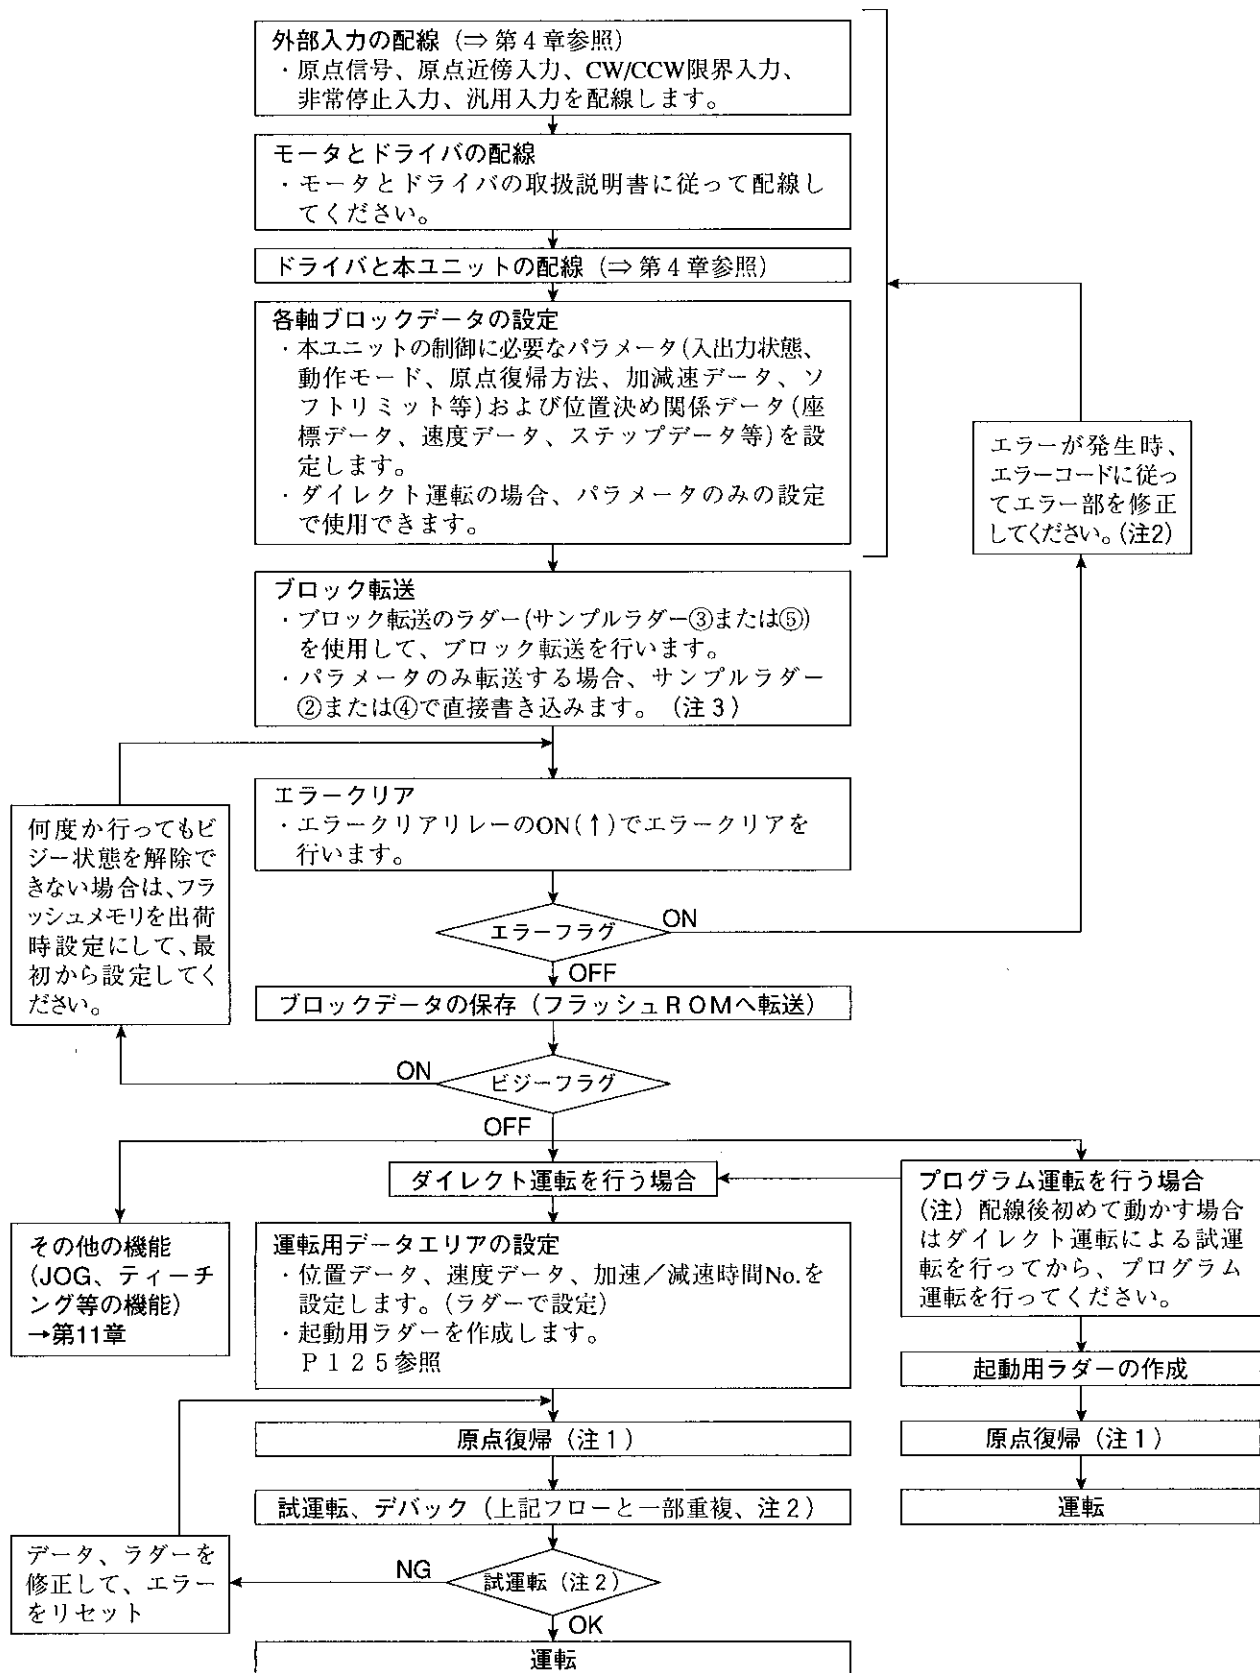 外部入力の配線（⇒第４章参照）
・原点信号、原点近傍入力、CW/CCW限界入力、
非常停止入力、汎用入力を配線します。
モータとドライバの配線
・モータとドライバの取扱説明書に従って配線し
てください。
ドライバと本ユニットの配線（⇒第４章参照）
各軸ブロックデータの設定
・本ユニットの制御に必要なパラメータ(入出力状態、
動作モード、原点復帰方法、加減速データ、ソ
フトリミット等)および位置決め関係データ(座
標データ、速度データ、ステップデータ等)を設
定します。
・ダイレクト運転の場合、パラメータのみの設定
で使用できます。
エラーが発生時、
エラーコードに従っ
てエラー部を修正
してください。(注2)
ブロック転送
・ブロック転送のラダー(サンプルラダー③または⑤)
を使用して、ブロック転送を行います。
・パラメータのみ転送する場合、サンプルラダー
②または④で直接書き込みます。（注３）
エラークリア
・エラークリアリレーのON(↑)でエラークリアを
行います。
何度か行ってもビ
ジー状態を解除で
きない場合は、フラ
ッシュメモリを出荷
時設定にして、最
初から設定してく
ださい。
エラーフラグ
ON
OFF
ブロックデータの保存（フラッシュＲＯＭへ転送）
ON
ビジーフラグ
OFF
ダイレクト運転を行う場合
プログラム運転を行う場合
（注）配線後初めて動かす場合
はダイレクト運転による試運
転を行ってから、プログラム
運転を行ってください。
その他の機能
(JOG、ティーチ
ング等の機能)
→第11章
運転用データエリアの設定
・位置データ、速度データ、加速／減速時間No.を
設定します。(ラダーで設定)
・起動用ラダーを作成します。
Ｐ１２５参照
起動用ラダーの作成
原点復帰（注１）
原点復帰（注１）
試運転、デバック（上記フローと一部重複、注２）
運転
データ、ラダーを
修正して、エラー
をリセット
NG
試運転（注２）
OK
運転